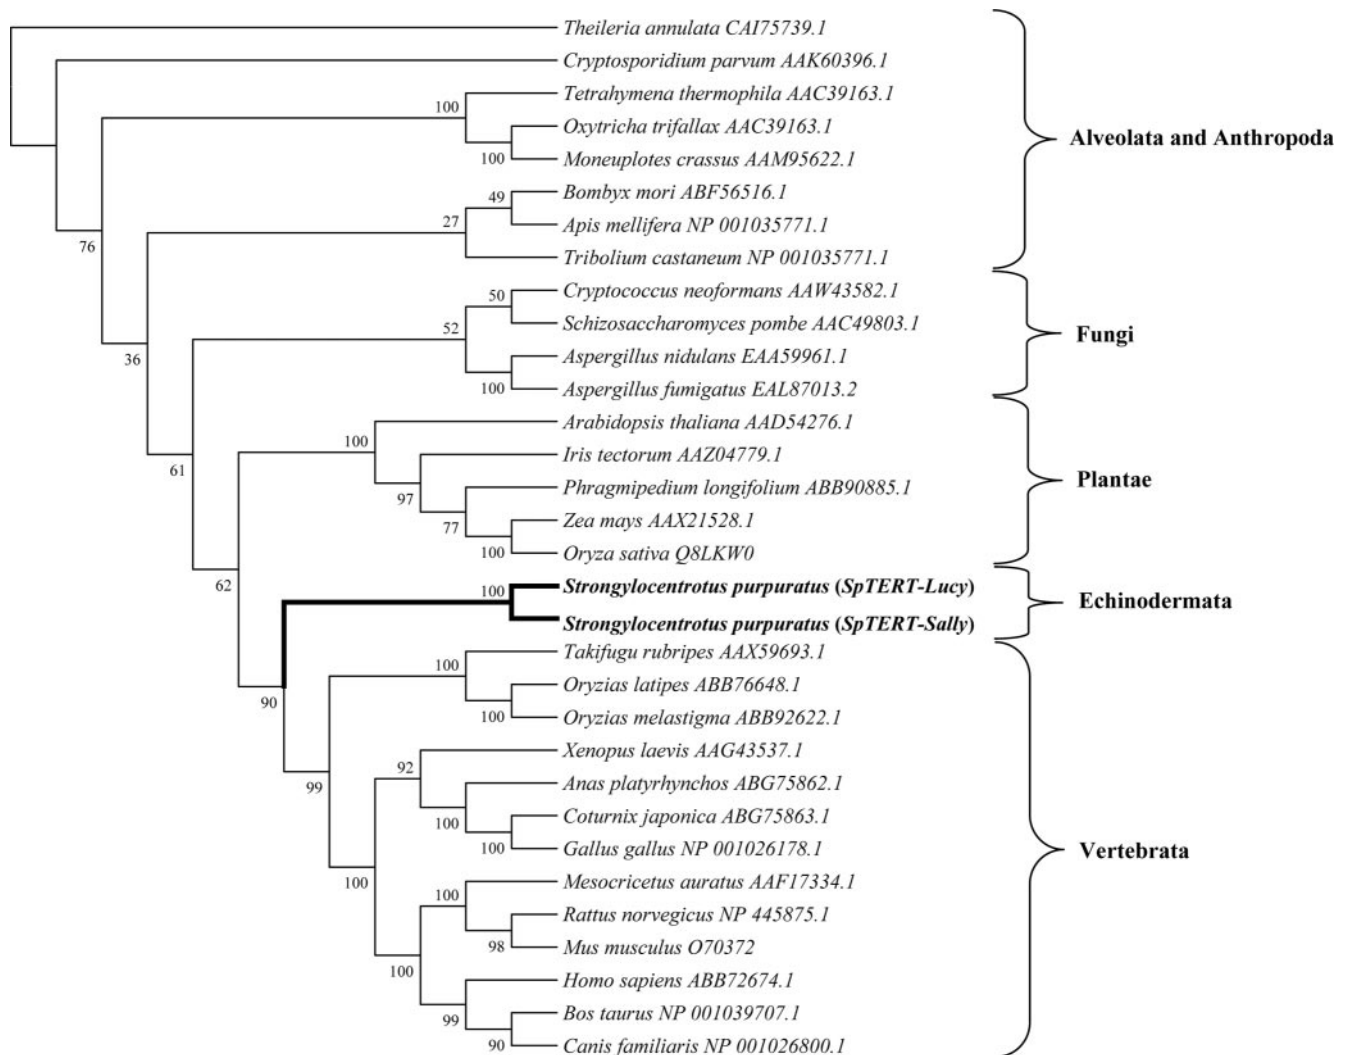 Theileria annulata CAI75739.1
Cryptosporidium parvum AAK60396.1
100
Tetrahymena thermophila AAC39163.1
Oxytricha trifallax AAC39163.1
Alveolata and Anthropoda
100
Moneuplotes crassus AAM95622.1
49
Bombyx mori ABF56516.1
27
Apis mellifera NP 001035771.1
76
Tribolium castaneum NP 001035771.1
50
Cryptococcus neoformans AAW43582.1
52
Schizosaccharomyces pombe AAC49803.1
Fungi
36
Aspergillus nidulans EAA59961.1
100
Aspergillus fumigatus EAL87013.2
100
Arabidopsis thaliana AAD54276.1
61
Iris tectorum AAZ04779.1
Plantae
97
Phragmipedium longifolium ABB90885.1
77
Zea mays AAX21528.1
100
Oryza sativa Q8LKW0
62
100
Strongylocentrotus purpuratus (SpTERT-Lucy)
Echinodermata
Strongylocentrotus purpuratus (SpTERT-Sally)
100
Takifugu rubripes AAX59693.1
90
Oryzias latipes ABB76648.1
100
Oryzias melastigma ABB92622.1
92
Xenopus laevis AAG43537.1
99
Anas platyrhynchos ABG75862.1
100
Coturnix japonica ABG75863.1
100
Gallus gallus NP 001026178.1
Vertebrata
100
100
Mesocricetus auratus AAF17334.1
Rattus norvegicus NP 445875.1
98
Mus musculus O70372
100
Homo sapiens ABB72674.1
99
Bos taurus NP 001039707.1
90
Canis familiaris NP 001026800.1